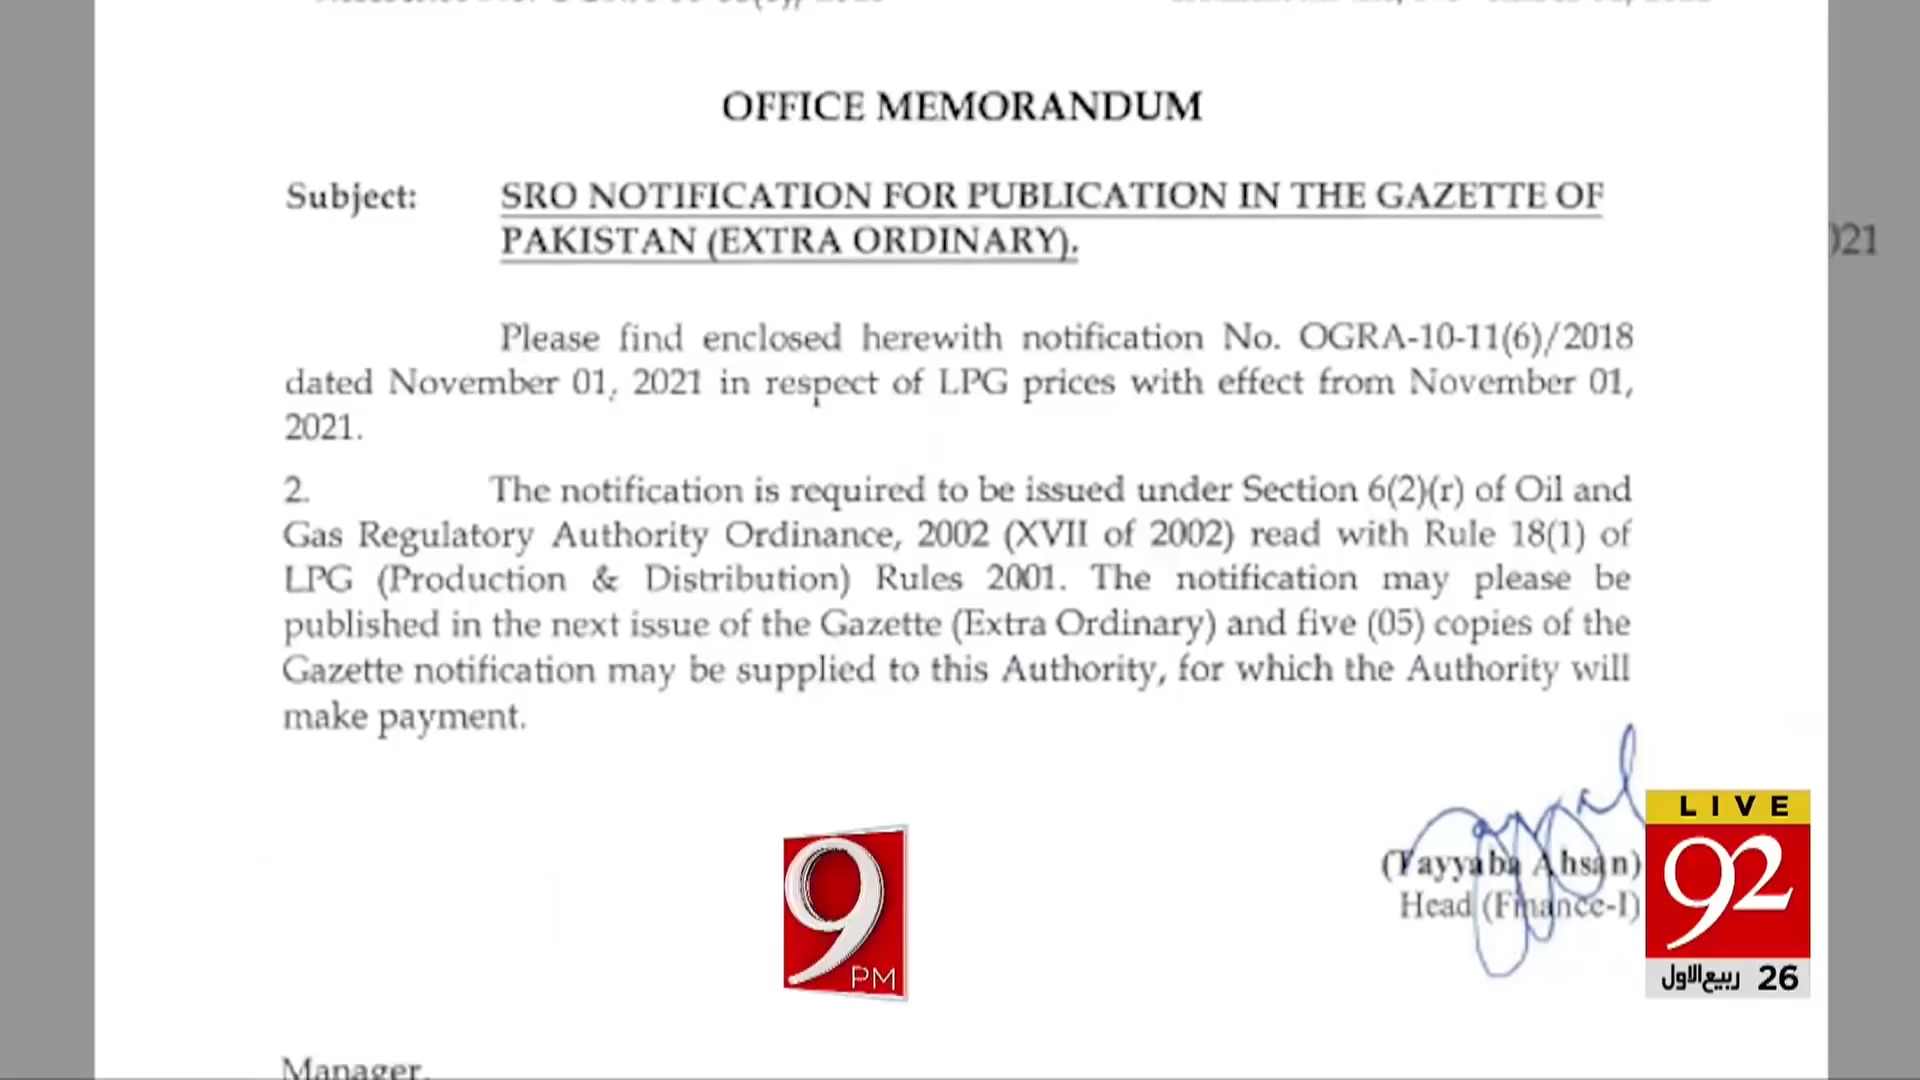 OFFICE MEMORANDUM
Subject: SRO NOTIFICATION FOR PUBLICATION IN THE GAZETTE OF
PAKISTAN (EXTRA ORDINARY).
021
Please find enclosed herewith notification No. OGRA-10-11(6)/2018
dated November 01, 2021 in respect of LPG prices with effect from November 01,
2021.
2. The notification is required to be issued under Section 6(2)(r) of Oil and
Gas Regulatory Authority Ordinance, 2002 (XVII of 2002) read with Rule 18(1) of
LPG (Production & Distribution) Rules 2001. The notification may please be
published in the next issue of the Gazette (Extra Ordinary) and five (05) copies of the
Gazette notification may be supplied to this Authority, for which the Authority will
make payment.
(Tayyaba Ahsan)
Head (Finance-I)
9
PM
LIVE
92
26 ربیع الاول
Manager,